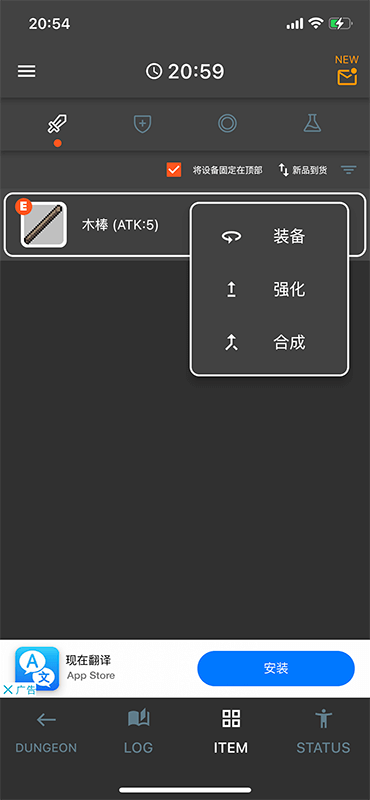 20:54
20:59
NEW
将设备固定在顶部
新品到货
E
木棒 (ATK:5)
装备
强化
合成
A
文
现在翻译
App Store
安装
广告
DUNGEON
LOG
ITEM
STATUS